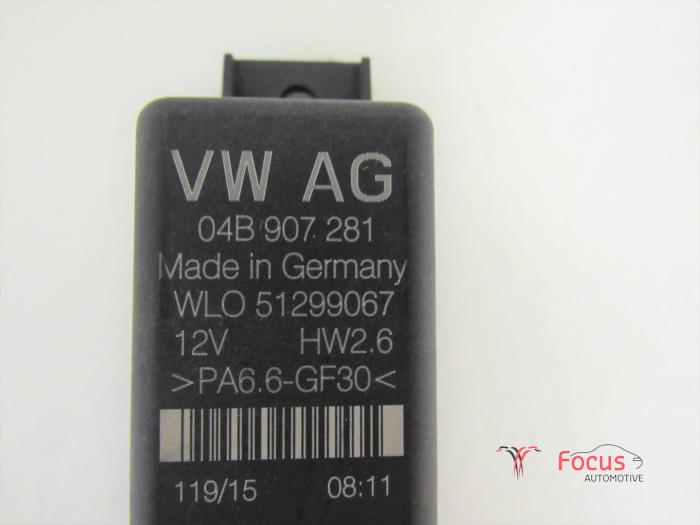 VW AG
04B 907 281
Made in Germany
WLO 51299067
12V HW2.6
>PA6.6-GF30<
119/15 08:11
Focus
AUTOMOTIVE